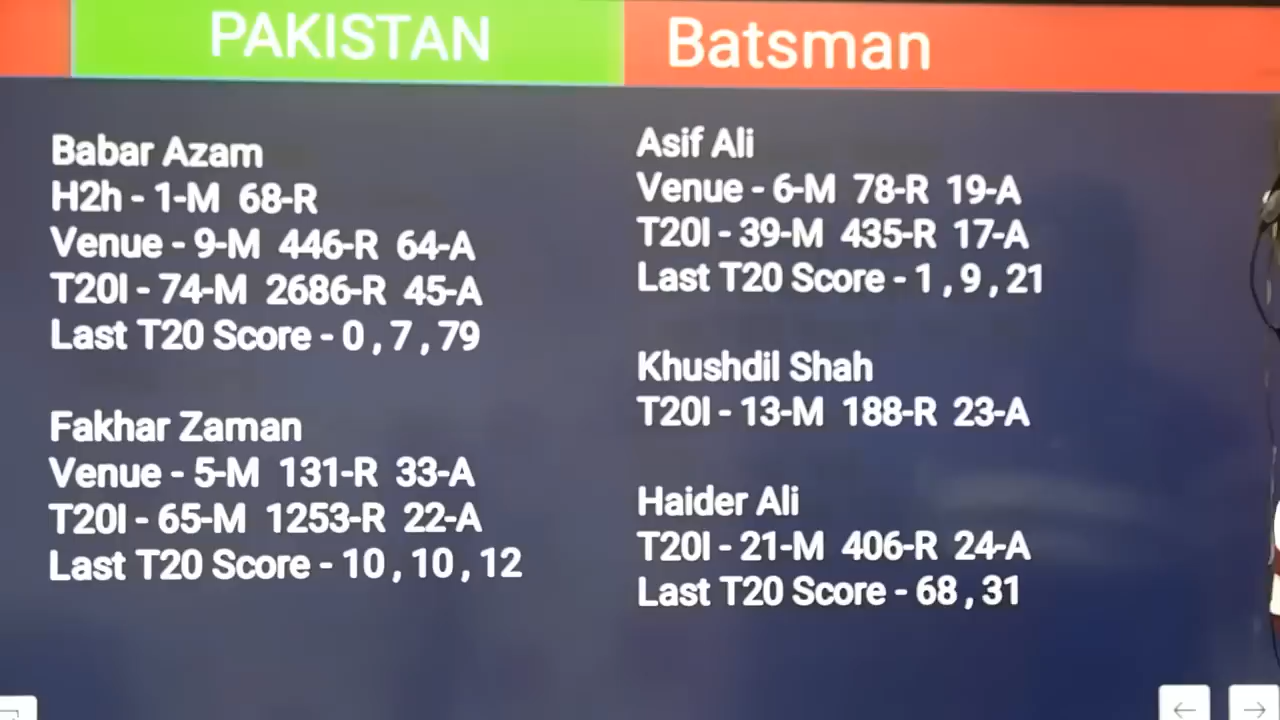 PAKISTAN
Batsman
Babar Azam
H2h - 1-M 68-R
Venue - 9-M 446-R 64-A
T20I - 74-M 2686-R 45-A
Last T20 Score - 0 , 7 , 79
Fakhar Zaman
Venue - 5-M 131-R 33-A
T20I - 65-M 1253-R 22-A
Last T20 Score - 10 , 10 , 12
Asif Ali
Venue - 6-M 78-R 19-A
T20I - 39-M 435-R 17-A
Last T20 Score - 1 , 9 , 21
Khushdil Shah
T20I - 13-M 188-R 23-A
Haider Ali
T20I - 21-M 406-R 24-A
Last T20 Score - 68 , 31